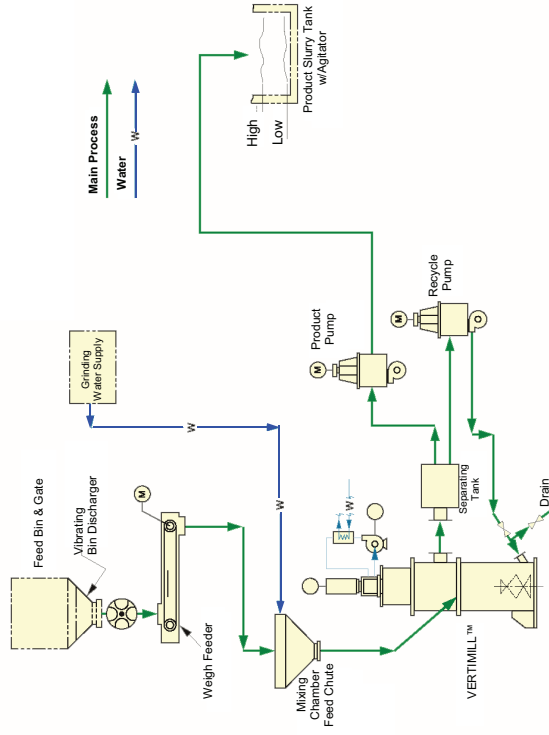 Feed Bin & Gate
Vibrating
Bin Discharger
M
Weigh Feeder
Grinding
Water Supply
W
W
Mixing
Chamber
Feed Chute
VERTIMILL™
W
Separating
Tank
Drain
M
Product
Pump
M
Recycle
Pump
Main Process
Water
W
High
Low
Product Slurry Tank
w/Agitator